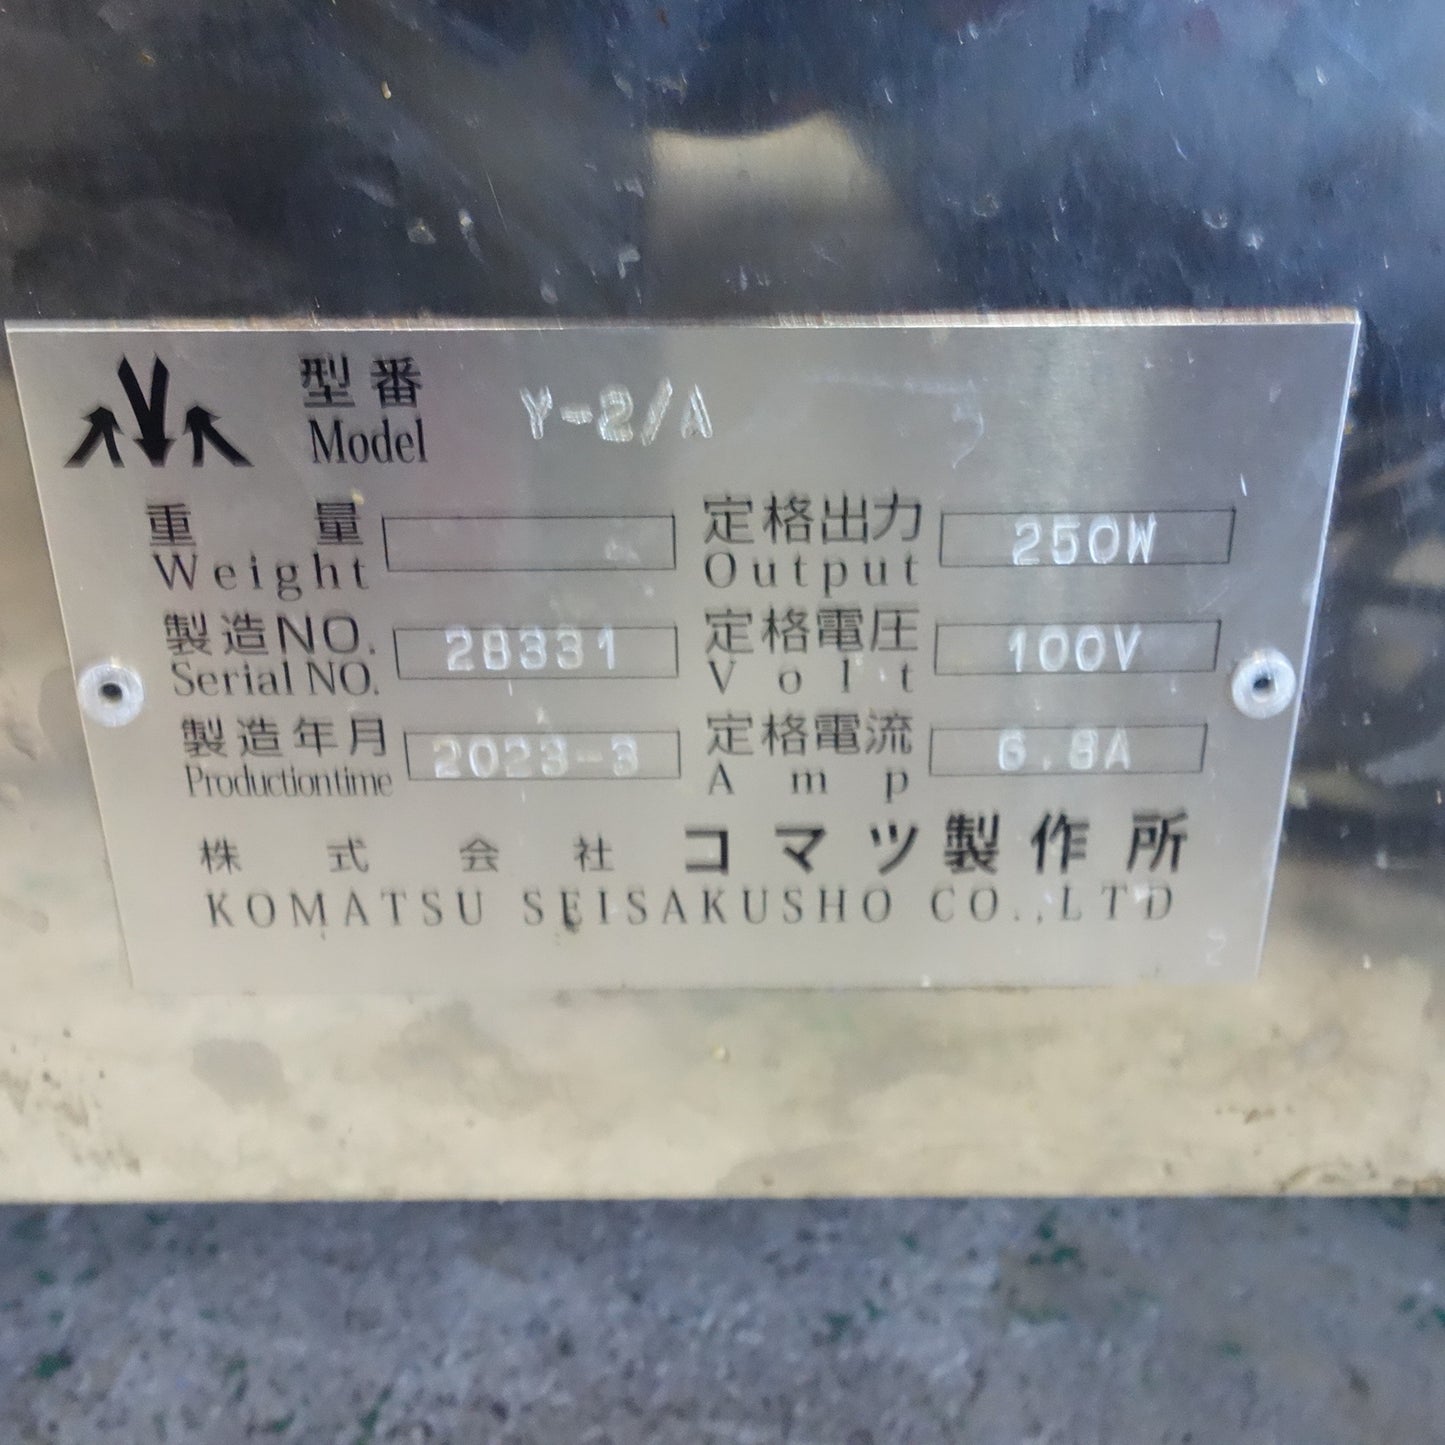 型番 Y-2/A
Model
重量 定格出力 250W
Weight Output
製造NO. 28331 定格電圧 100V
Serial NO. Volt
製造年月 2023-3 定格電流 6.8A
Productiontime Amp
株式会社 コマツ製作所
KOMATSU SEISAKUSHO CO.,LTD